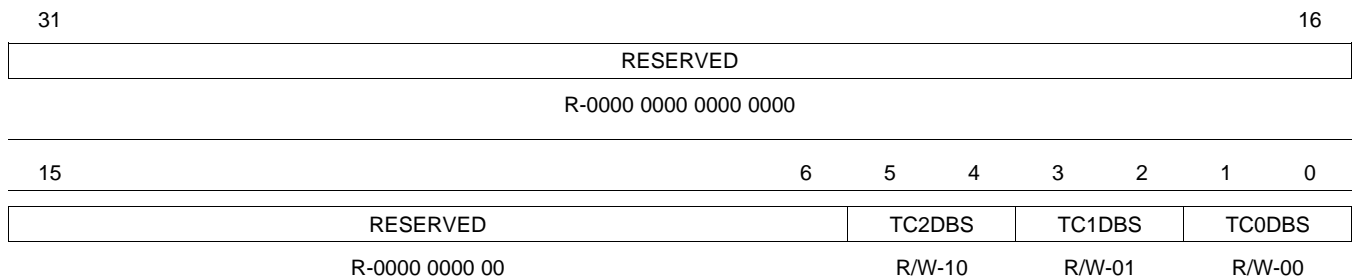 31 16
RESERVED
R-0000 0000 0000 0000
15 6 5 4 3 2 1 0
RESERVED TC2DBS TC1DBS TC0DBS
R-0000 0000 00 R/W-10 R/W-01 R/W-00